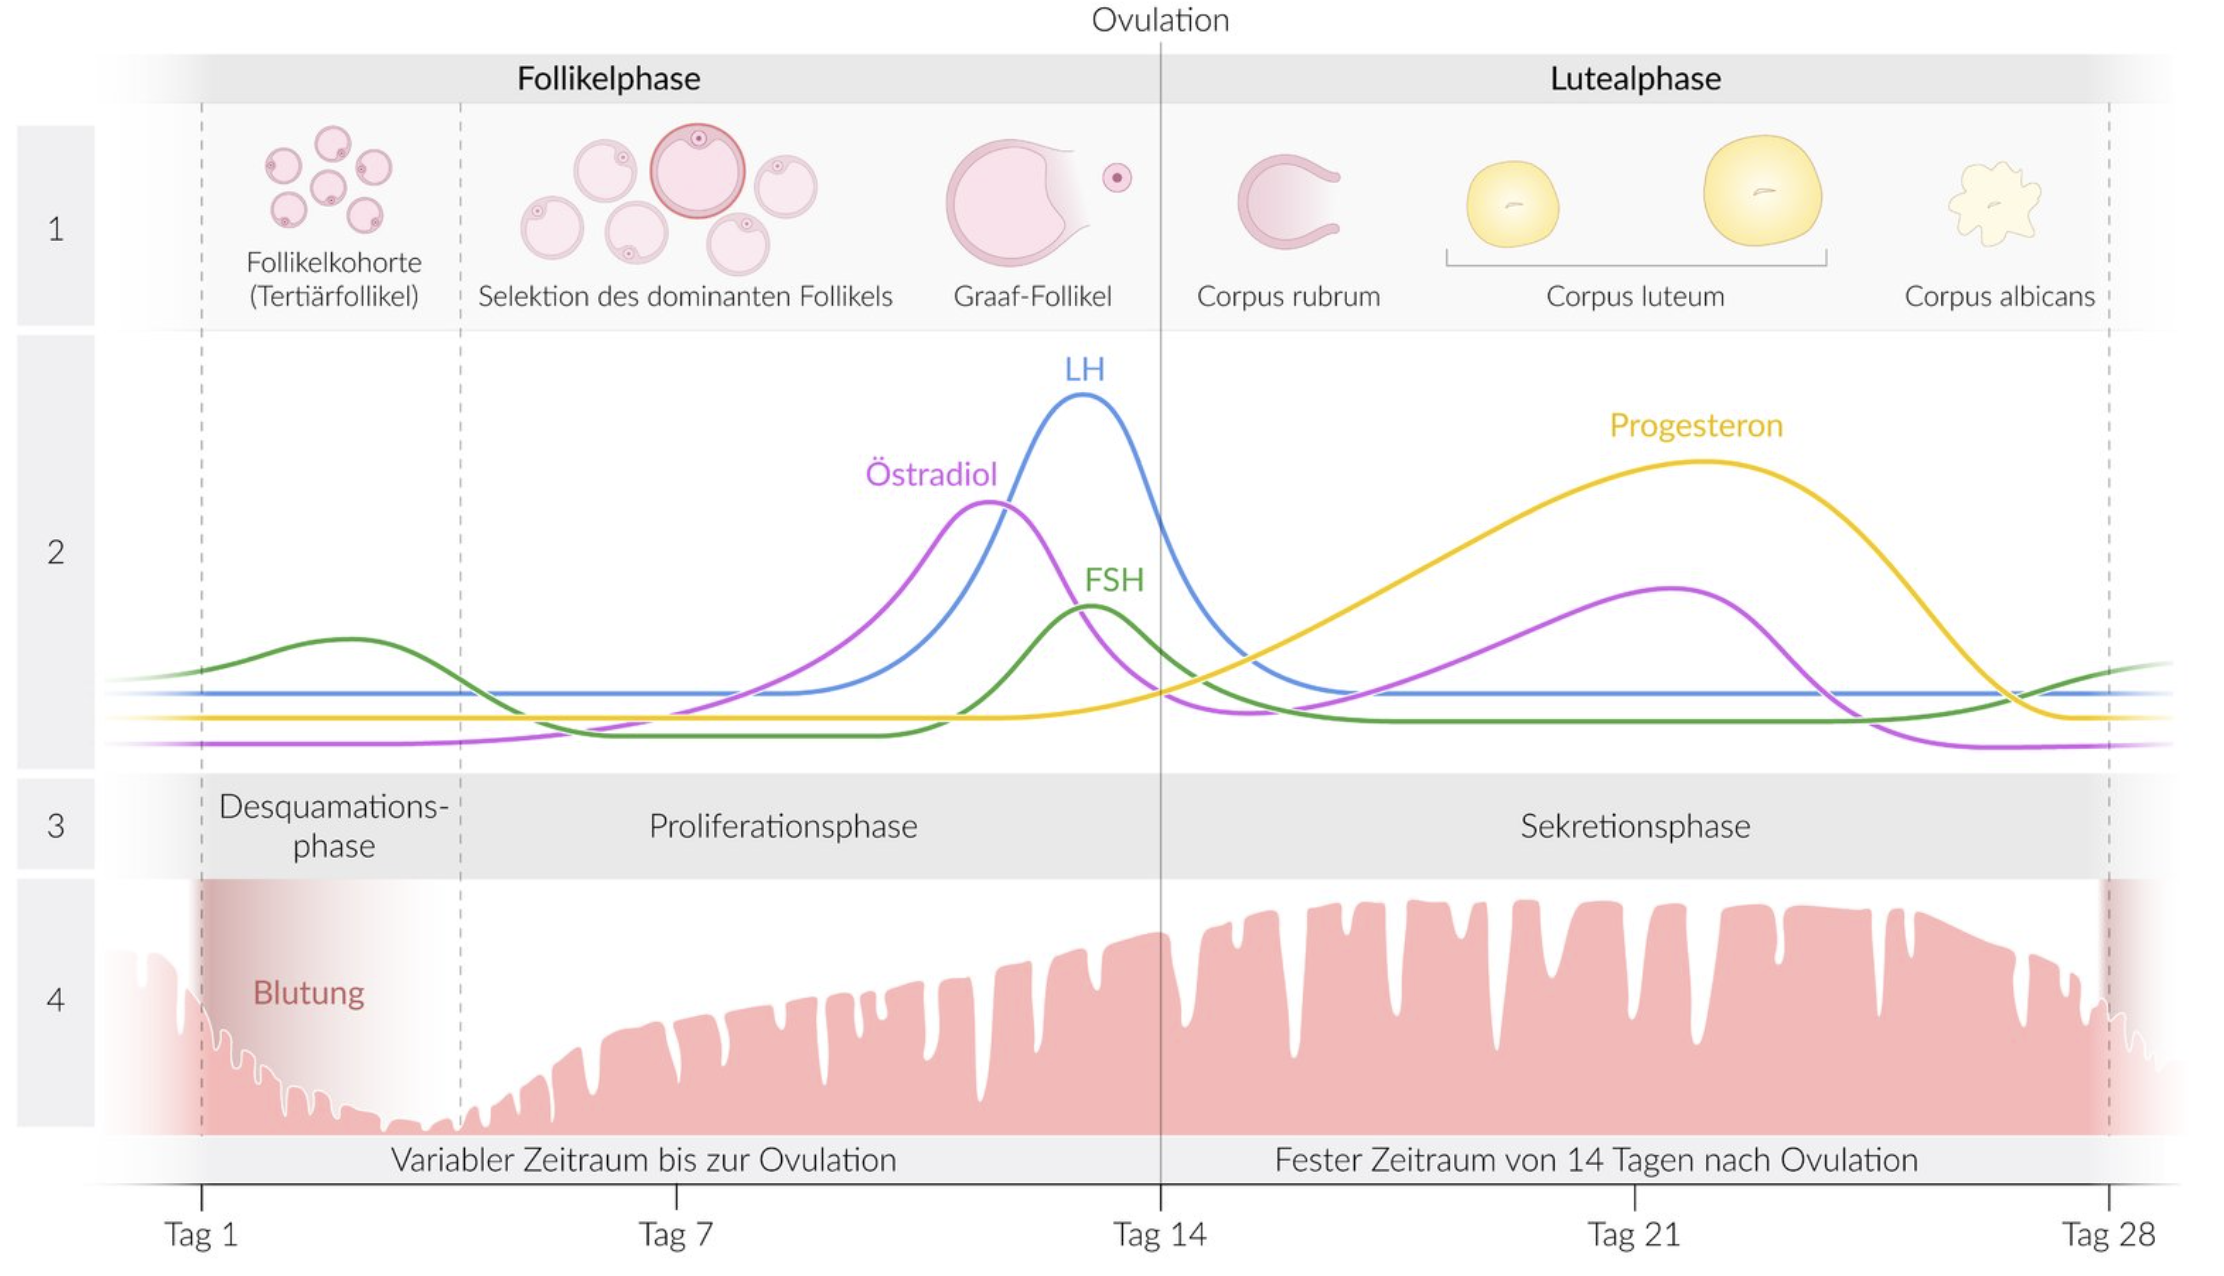 Ovulation
Follikelphase
Lutealphase
1
Follikelkohorte
(Tertiärfollikel)
Selektion des dominanten Follikels
Graaf-Follikel
Corpus rubrum
Corpus luteum
Corpus albicans
2
LH
Östradiol
FSH
Progesteron
3
Desquamations-
phase
Proliferationsphase
Sekretionsphase
4
Blutung
Variabler Zeitraum bis zur Ovulation
Fester Zeitraum von 14 Tagen nach Ovulation
Tag 1
Tag 7
Tag 14
Tag 21
Tag 28